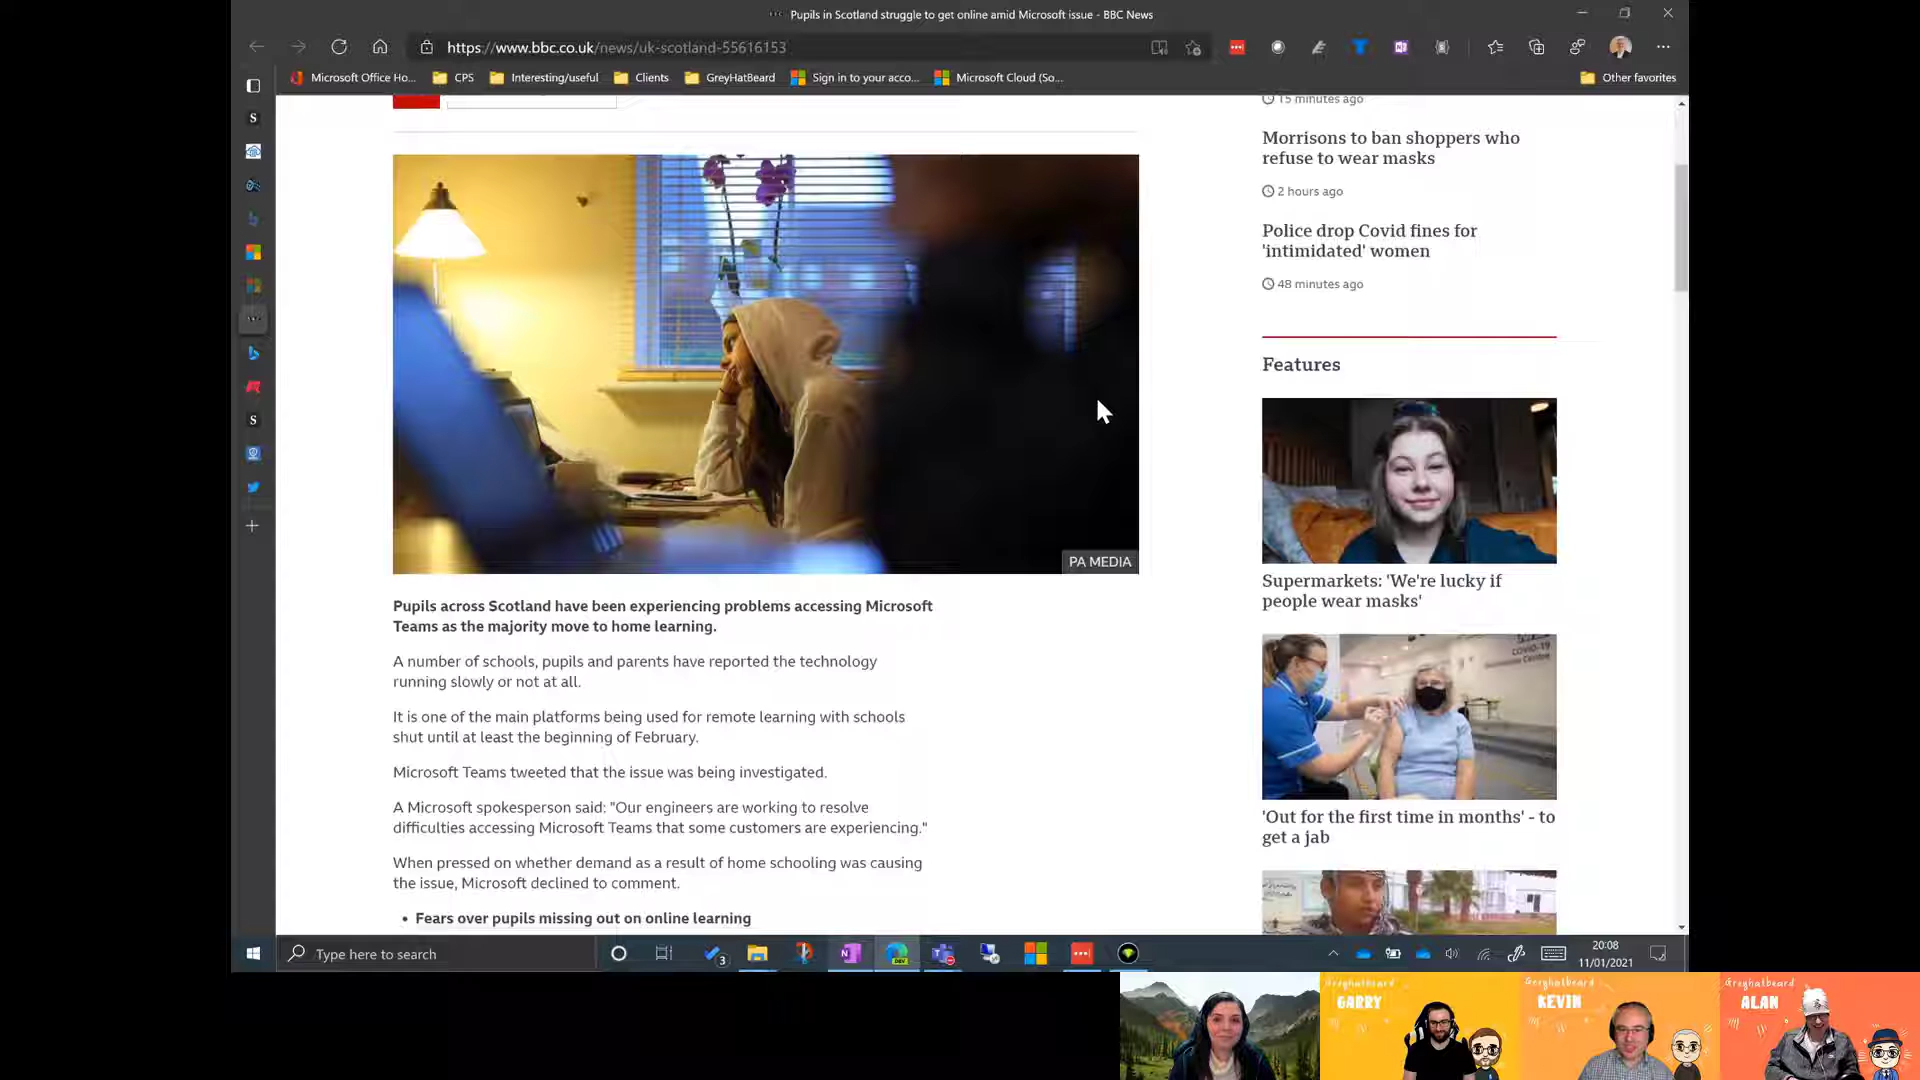 Pupils in Scotland struggle to get online amid Microsoft issue - BBC News
https://www.bbc.co.uk/news/uk-scotland-55616153
Microsoft Office Ho...
CPS
Interesting/useful
Clients
GreyHatBeard
Sign in to your acco...
Microsoft Cloud (So...
Other favorites
PA MEDIA
Pupils across Scotland have been experiencing problems accessing Microsoft
Teams as the majority move to home learning.
A number of schools, pupils and parents have reported the technology
running slowly or not at all.
It is one of the main platforms being used for remote learning with schools
shut until at least the beginning of February.
Microsoft Teams tweeted that the issue was being investigated.
A Microsoft spokesperson said: "Our engineers are working to resolve
difficulties accessing Microsoft Teams that some customers are experiencing."
When pressed on whether demand as a result of home schooling was causing
the issue, Microsoft declined to comment.
• Fears over pupils missing out on online learning
15 minutes ago
Morrisons to ban shoppers who
refuse to wear masks
2 hours ago
Police drop Covid fines for
'intimidated' women
48 minutes ago
Features
Supermarkets: 'We're lucky if
people wear masks'
COVID-19
'Out for the first time in months' - to
get a jab
Type here to search
3
DEV
20:08
11/01/2021
Greyhatbeard
GARRY
Greyhatbeard
KEVIN
Greyhatbeard
ALAN